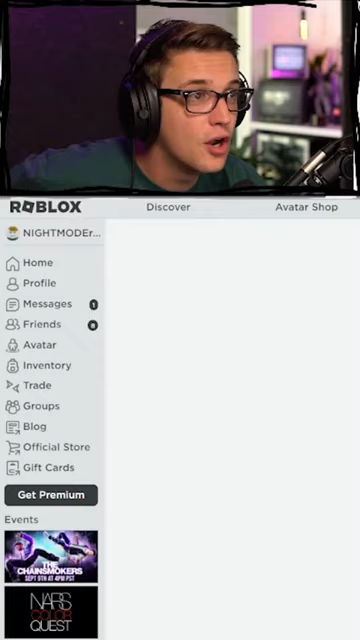 ROBLOX
Discover
Avatar Shop
NIGHTMODEr...
Home
Profile
Messages
1
Friends
8
Avatar
Inventory
Trade
Groups
Blog
Official Store
Gift Cards
Get Premium
Events
THE
CHAINSMOKERS
SEPT 9TH AT 4PM PST
NARS
COLOR
QUEST